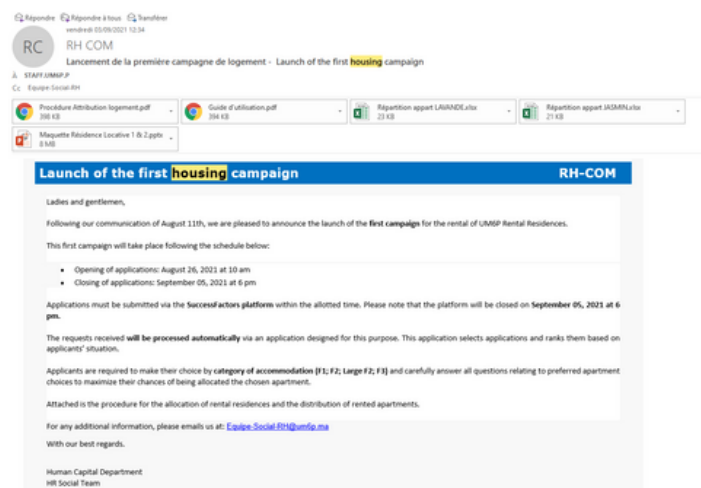 Répondre Répondre à tous Transférer
vendredi 03/09/2021 12:34
RC RH COM
Lancement de la première campagne de logement - Launch of the first housing campaign
STAFF.UM6P.P
Cc Equipe-Social-RH
Procédure Attribution logement.pdf
398 KB
Guide d'utilisation.pdf
394 KB
Répartition appart LAVANDE.xlsx
23 KB
Répartition appart JASMIN.xlsx
21 KB
Maquette Résidence Locative 1 & 2.pptx
8 MB
Launch of the first housing campaign RH-COM
Ladies and gentlemen,
Following our communication of August 11th, we are pleased to announce the launch of the first campaign for the rental of UM6P Rental Residences.
This first campaign will take place following the schedule below:
• Opening of applications: August 26, 2021 at 10 am
• Closing of applications: September 05, 2021 at 6 pm
Applications must be submitted via the SuccessFactors platform within the allotted time. Please note that the platform will be closed on September 05, 2021 at 6
pm.
The requests received will be processed automatically via an application designed for this purpose. This application selects applications and ranks them based on
applicants' situation.
Applicants are required to make their choice by category of accommodation (F1; F2; Large F2; F3) and carefully answer all questions relating to preferred apartment
choices to maximize their chances of being allocated the chosen apartment.
Attached is the procedure for the allocation of rental residences and the distribution of rented apartments.
For any additional information, please emails us at: Equipe-Social-RH@um6p.ma
With our best regards.
Human Capital Department
HR Social Team